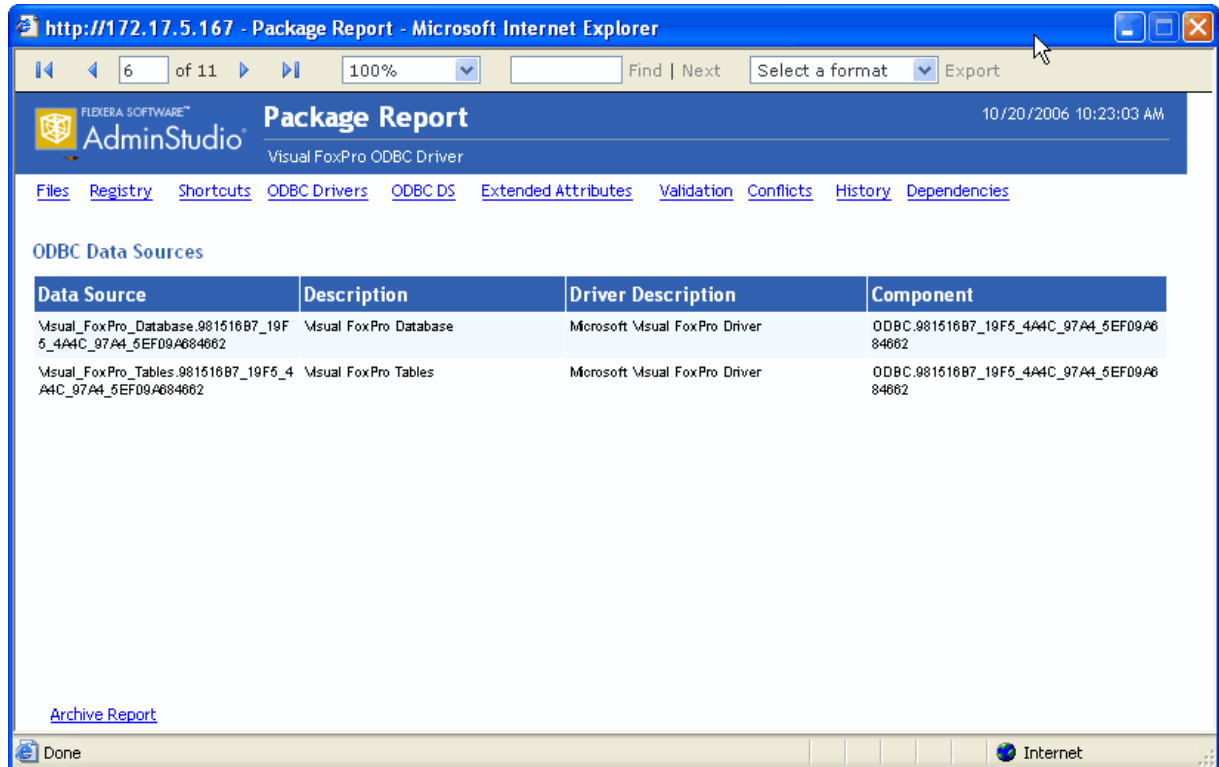 http://172.17.5.167 - Package Report - Microsoft Internet Explorer
6 of 11 100% Find | Next Select a format Export
FLEXERA SOFTWARE™
AdminStudio®
Package Report
10/20/2006 10:23:03 AM
Visual FoxPro ODBC Driver
Files Registry Shortcuts ODBC Drivers ODBC DS Extended Attributes Validation Conflicts History Dependencies
ODBC Data Sources
Data Source Description Driver Description Component
Visual_FoxPro_Database.981516B7_19F Visual FoxPro Database Microsoft Visual FoxPro Driver ODBC.981516B7_19F5_4A4C_97A4_5EF09A6
5_4A4C_97A4_5EF09A684662 84662
Visual_FoxPro_Tables.981516B7_19F5_4 Visual FoxPro Tables Microsoft Visual FoxPro Driver ODBC.981516B7_19F5_4A4C_97A4_5EF09A6
A4C_97A4_5EF09A684662 84662
Archive Report
Done Internet